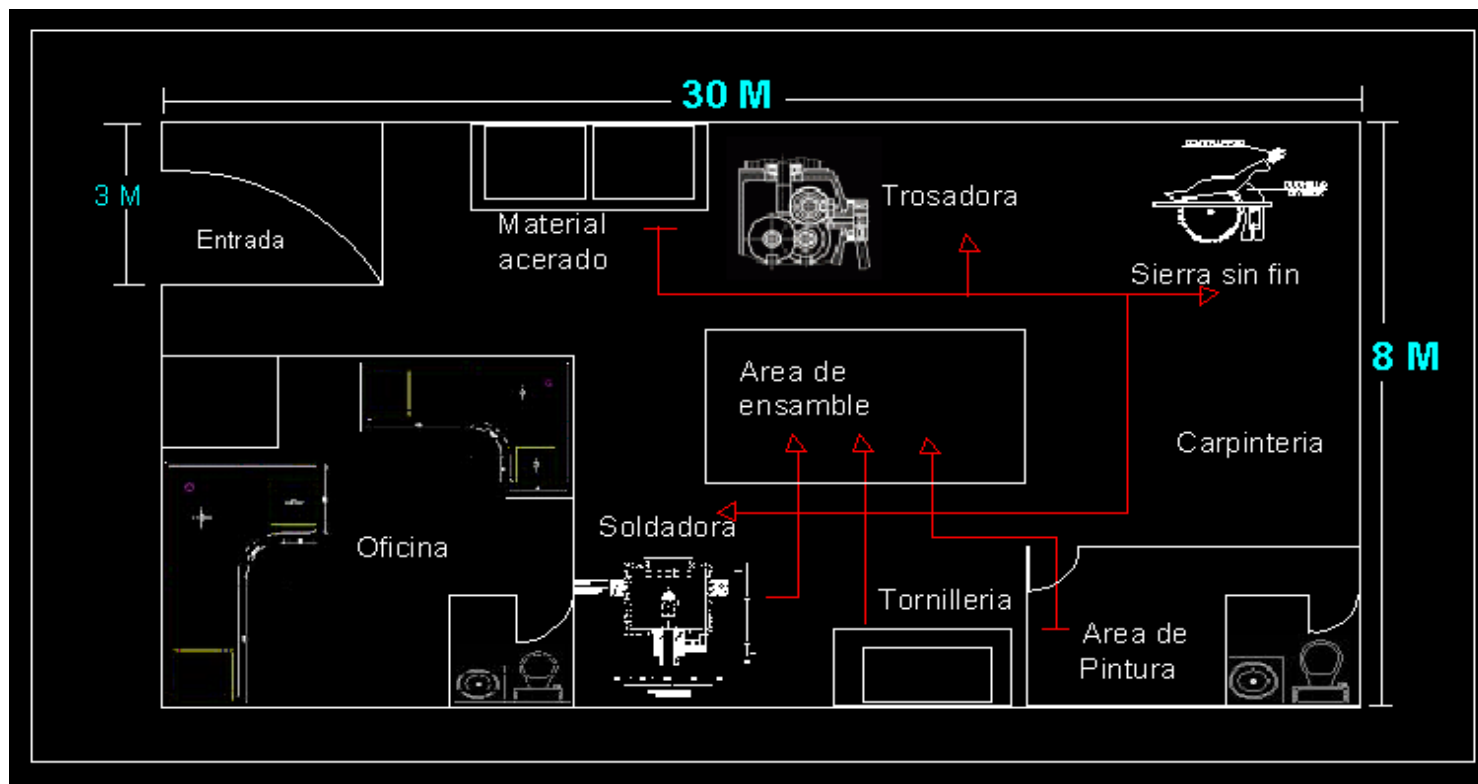 30 M
3 M
Entrada
Material
acerado
Trosadora
Sierra sin fin
8 M
Area de
ensamble
Carpinteria
Oficina
Soldadora
Tornilleria
Area de
Pintura